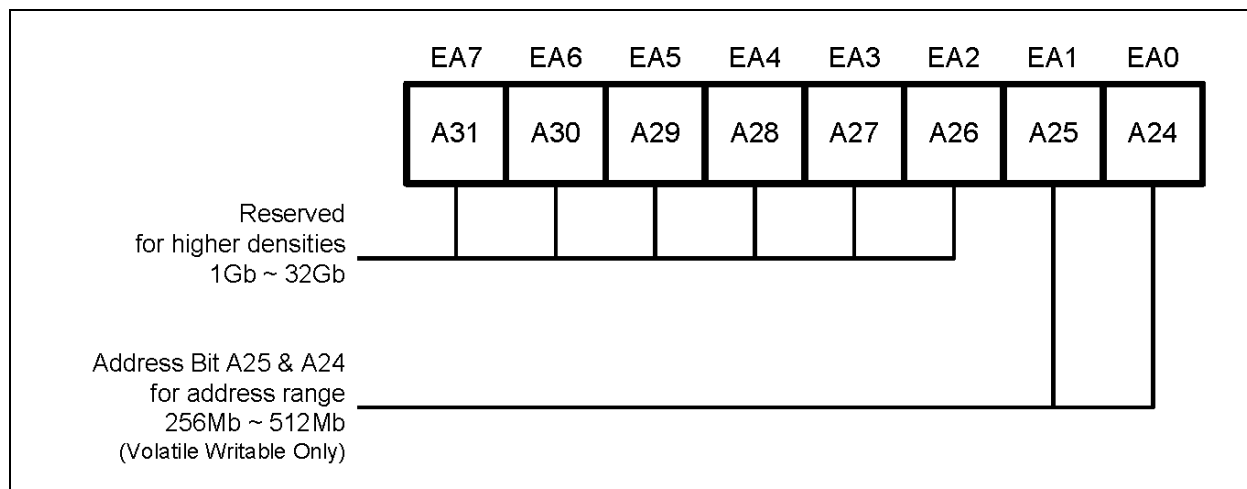 EA7 EA6 EA5 EA4 EA3 EA2 EA1 EA0
A31 A30 A29 A28 A27 A26 A25 A24
Reserved
for higher densities
1Gb ~ 32Gb
Address Bit A25 & A24
for address range
256Mb ~ 512Mb
(Volatile Writable Only)